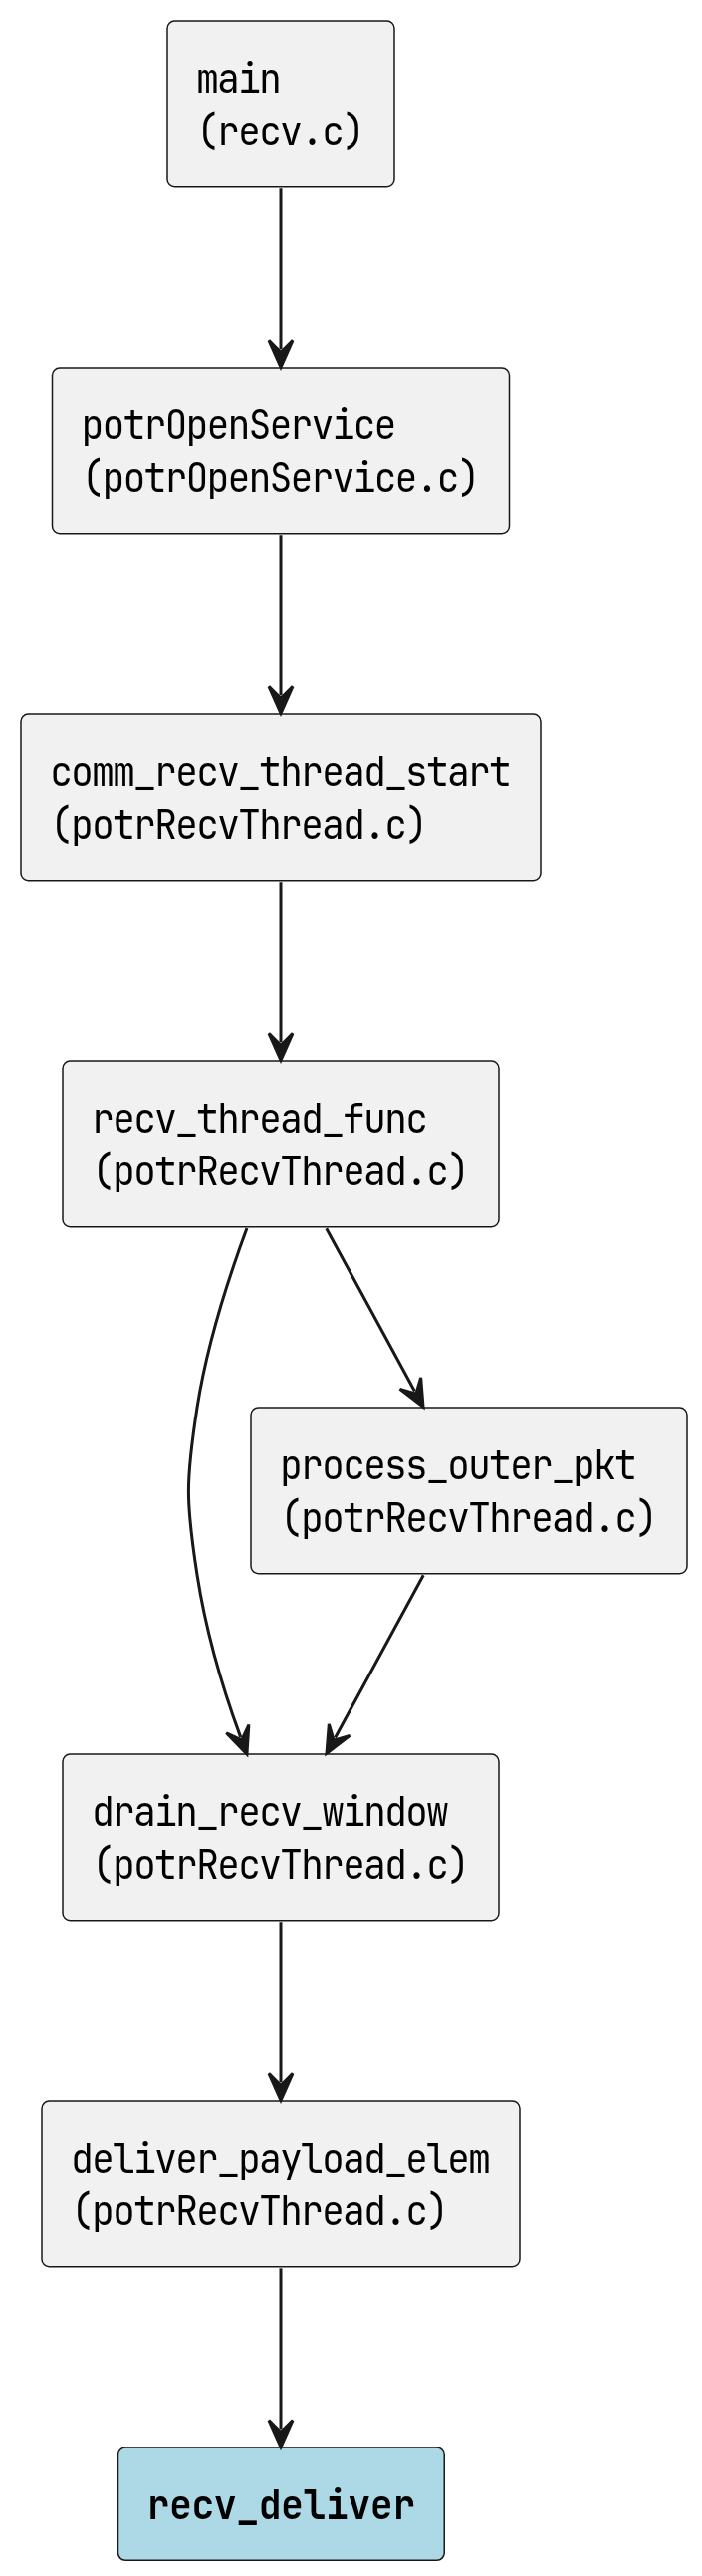 main
(recv.c)
potrOpenService
(potrOpenService.c)
comm_recv_thread_start
(potrRecvThread.c)
recv_thread_func
(potrRecvThread.c)
process_outer_pkt
(potrRecvThread.c)
drain_recv_window
(potrRecvThread.c)
deliver_payload_elem
(potrRecvThread.c)
recv_deliver